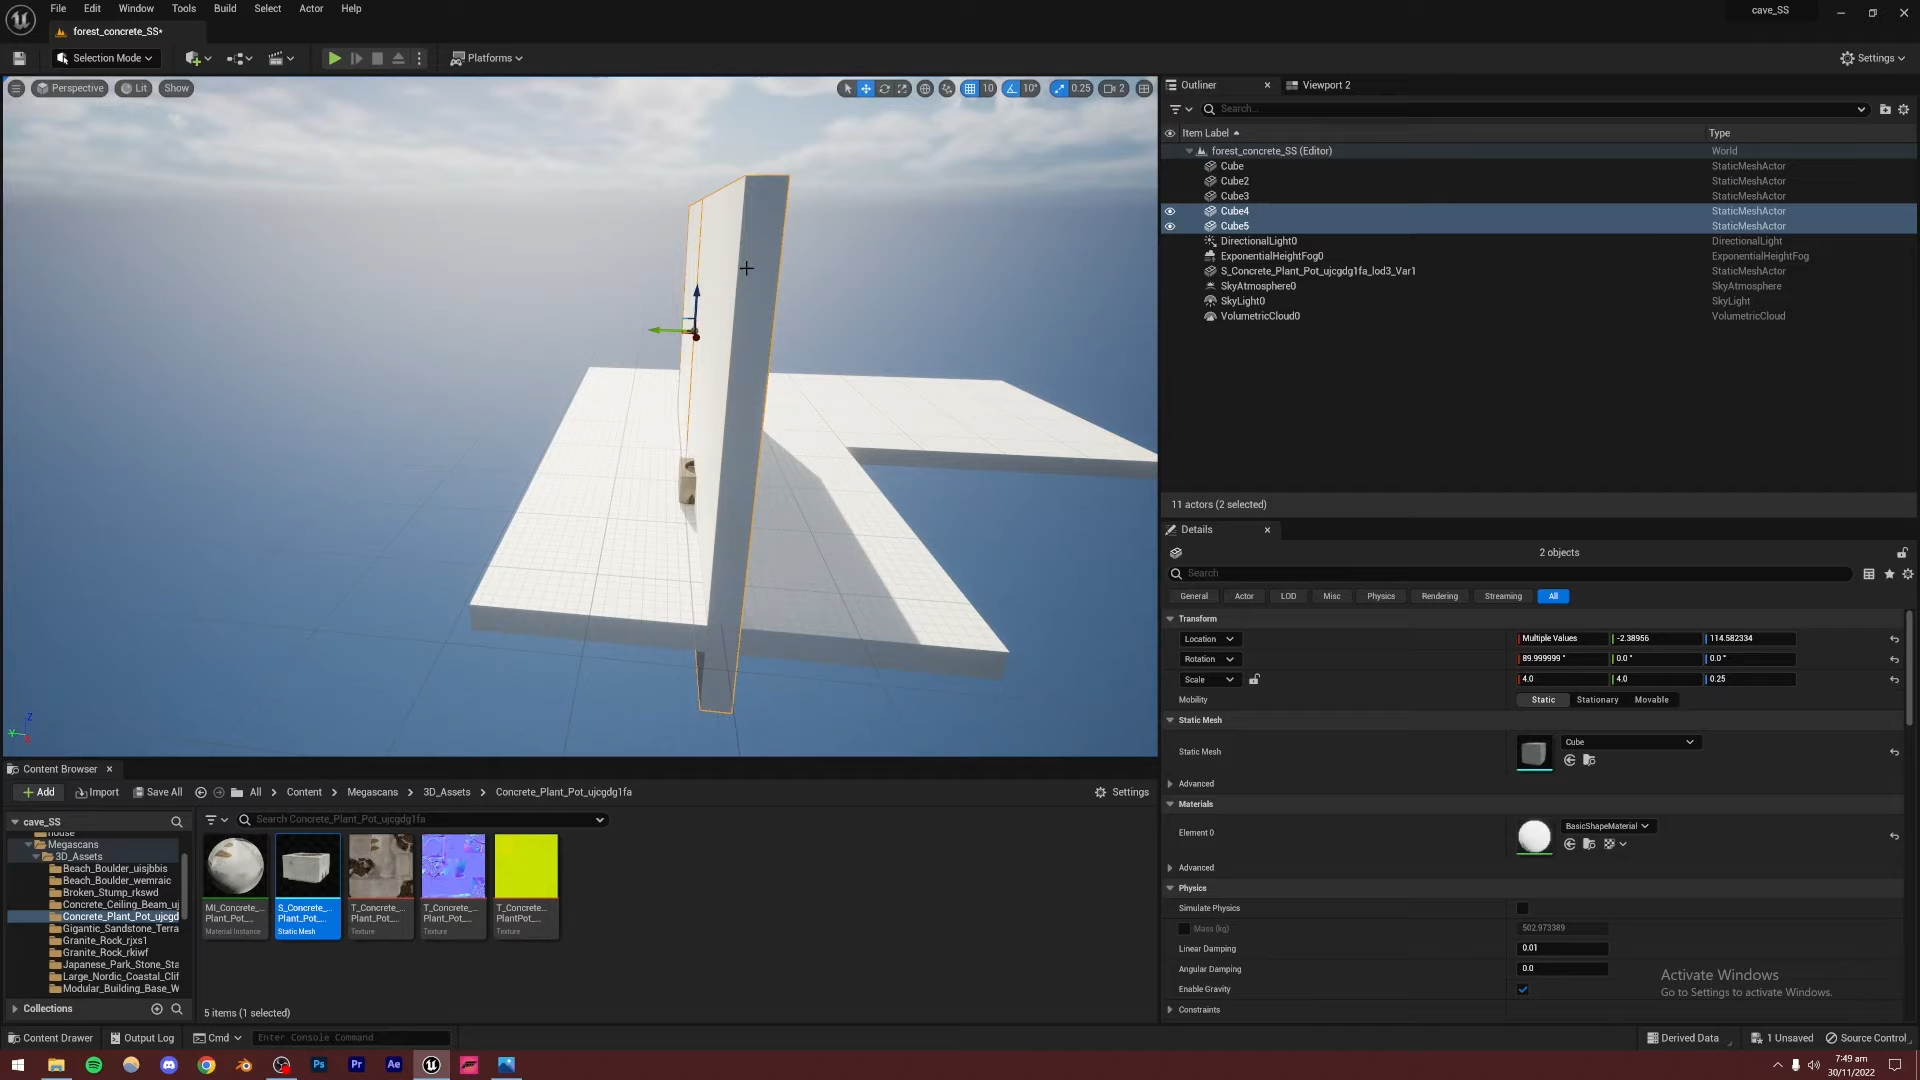 File Edit Window Tools Build Select Actor Help
cave_SS
forest_concrete_SS*
Selection Mode
Platforms
Settings
Perspective Lit Show
10 10° 0.25 2
Outliner
Viewport 2
Search...
Item Label Type
forest_concrete_SS (Editor) World
Cube StaticMeshActor
Cube2 StaticMeshActor
Cube3 StaticMeshActor
Cube4 StaticMeshActor
Cube5 StaticMeshActor
DirectionalLight0 DirectionalLight
ExponentialHeightFog0 ExponentialHeightFog
S_Concrete_Plant_Pot_ujcgdg1fa_lod3_Var1 StaticMeshActor
SkyAtmosphere0 SkyAtmosphere
SkyLight0 SkyLight
VolumetricCloud0 VolumetricCloud
11 actors (2 selected)
Details
2 objects
Search
General Actor LOD Misc Physics Rendering Streaming All
Transform
Location Multiple Values -2.38956 114.582334
Rotation 89.999999 ° 0.0 ° 0.0 °
Scale 4.0 4.0 0.25
Mobility Static Stationary Movable
Static Mesh
Static Mesh Cube
Advanced
Materials
Element 0 BasicShapeMaterial
Advanced
Physics
Simulate Physics
Mass (kg) 502.973389
Linear Damping 0.01
Angular Damping 0.0
Enable Gravity
Constraints
Activate Windows
Go to Settings to activate Windows.
Z
Y
Content Browser
Add Import Save All All Content Megascans 3D_Assets Concrete_Plant_Pot_ujcgdg1fa Settings
cave_SS
house
Megascans
3D_Assets
Beach_Boulder_uisjbbis
Beach_Boulder_wemraic
Broken_Stump_rkswd
Concrete_Ceiling_Beam_uj
Concrete_Plant_Pot_ujcgd
Gigantic_Sandstone_Terra
Granite_Rock_rjxs1
Granite_Rock_rkiwf
Japanese_Park_Stone_Sta
Large_Nordic_Coastal_Clif
Modular_Building_Base_W
Collections
Search Concrete_Plant_Pot_ujcgdg1fa
MI_Concrete_...
Plant_Pot_...
Material Instance
S_Concrete_
Plant_Pot_...
Static Mesh
T_Concrete_...
Plant_Pot_...
Texture
T_Concrete_...
Plant_Pot_...
Texture
T_Concrete_
PlantPot_...
Texture
5 items (1 selected)
Content Drawer Output Log Cmd Enter Console Command
Derived Data 1 Unsaved Source Control
Ps Pr Ae
7:49 am
30/11/2022